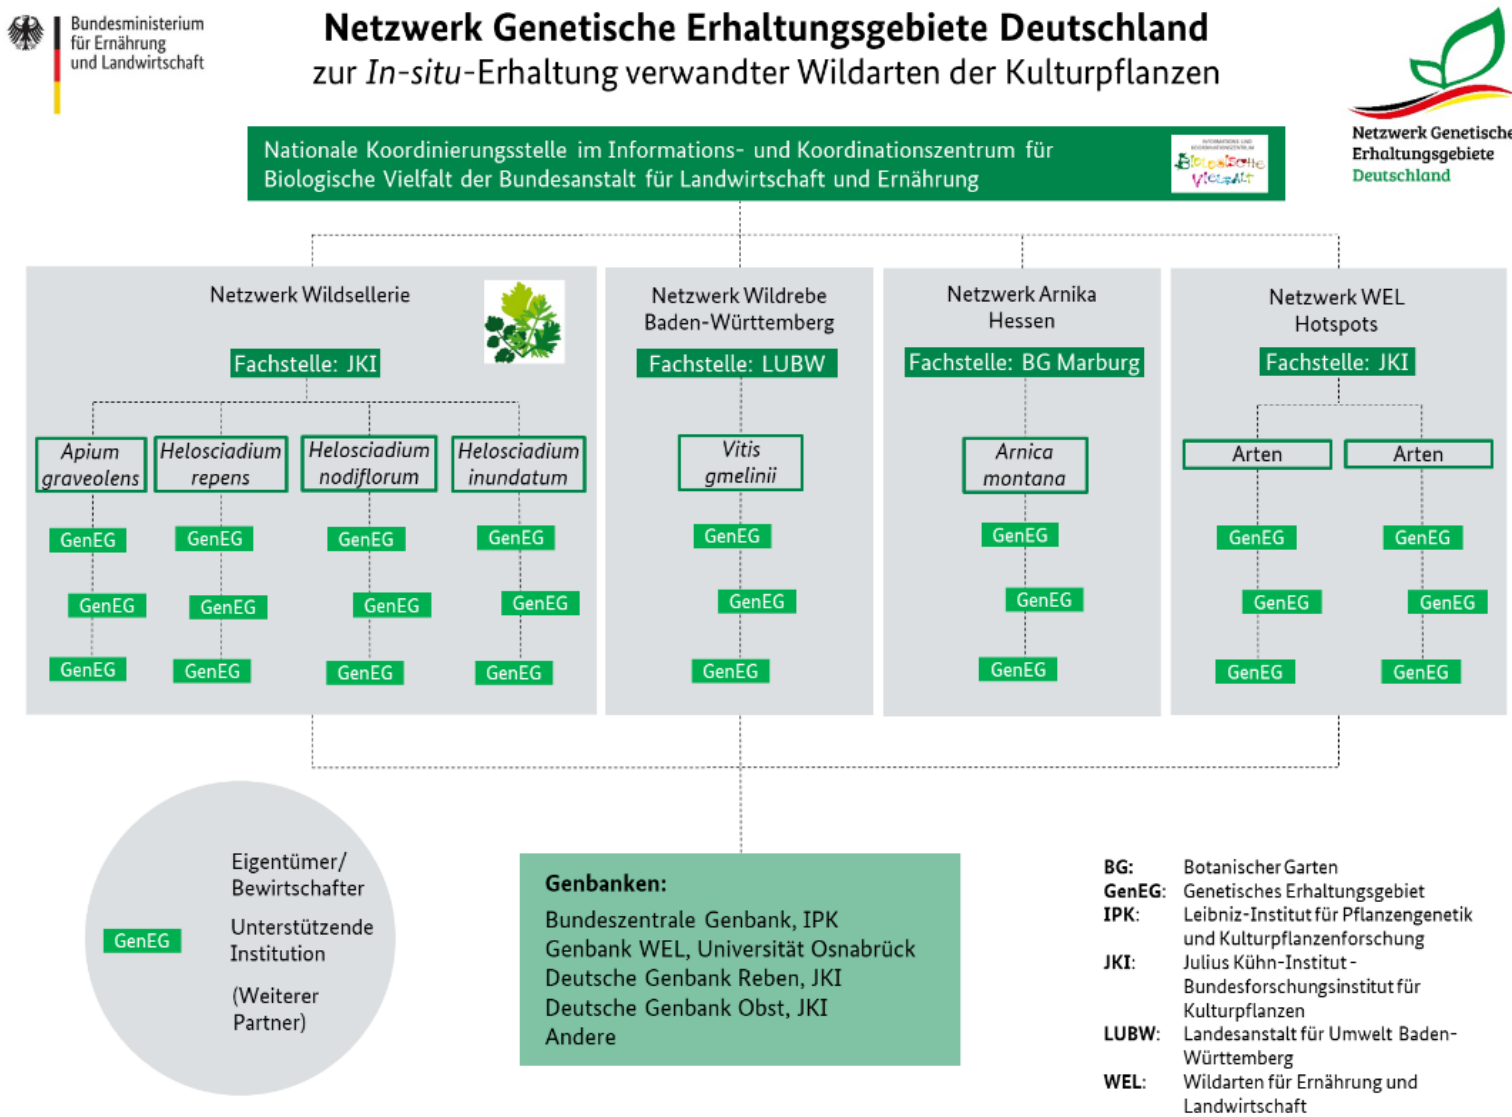 Bundesministerium
für Ernährung
und Landwirtschaft
Netzwerk Genetische Erhaltungsgebiete Deutschland
zur In-situ-Erhaltung verwandter Wildarten der Kulturpflanzen
Netzwerk Genetische
Erhaltungsgebiete
Deutschland
Nationale Koordinierungsstelle im Informations- und Koordinationszentrum für
Biologische Vielfalt der Bundesanstalt für Landwirtschaft und Ernährung
INFORMATIONS- UND
KOORDINATIONSZENTRUM
Biologische
Vielfalt
Netzwerk Wildsellerie
Fachstelle: JKI
Apium
graveolens
Helosciadium
repens
Helosciadium
nodiflorum
Helosciadium
inundatum
GenEG
GenEG
GenEG
GenEG
GenEG
GenEG
GenEG
GenEG
GenEG
GenEG
GenEG
GenEG
Netzwerk Wildrebe
Baden-Württemberg
Fachstelle: LUBW
Vitis
gmelinii
GenEG
GenEG
GenEG
Netzwerk Arnika
Hessen
Fachstelle: BG Marburg
Arnica
montana
GenEG
GenEG
GenEG
Netzwerk WEL
Hotspots
Fachstelle: JKI
Arten
Arten
GenEG
GenEG
GenEG
GenEG
GenEG
GenEG
Eigentümer/
Bewirtschafter
GenEG
Unterstützende
Institution
(Weiterer
Partner)
Genbanken:
Bundeszentrale Genbank, IPK
Genbank WEL, Universität Osnabrück
Deutsche Genbank Reben, JKI
Deutsche Genbank Obst, JKI
Andere
BG: Botanischer Garten
GenEG: Genetisches Erhaltungsgebiet
IPK: Leibniz-Institut für Pflanzengenetik
und Kulturpflanzenforschung
JKI: Julius Kühn-Institut -
Bundesforschungsinstitut für
Kulturpflanzen
LUBW: Landesanstalt für Umwelt Baden-
Württemberg
WEL: Wildarten für Ernährung und
Landwirtschaft